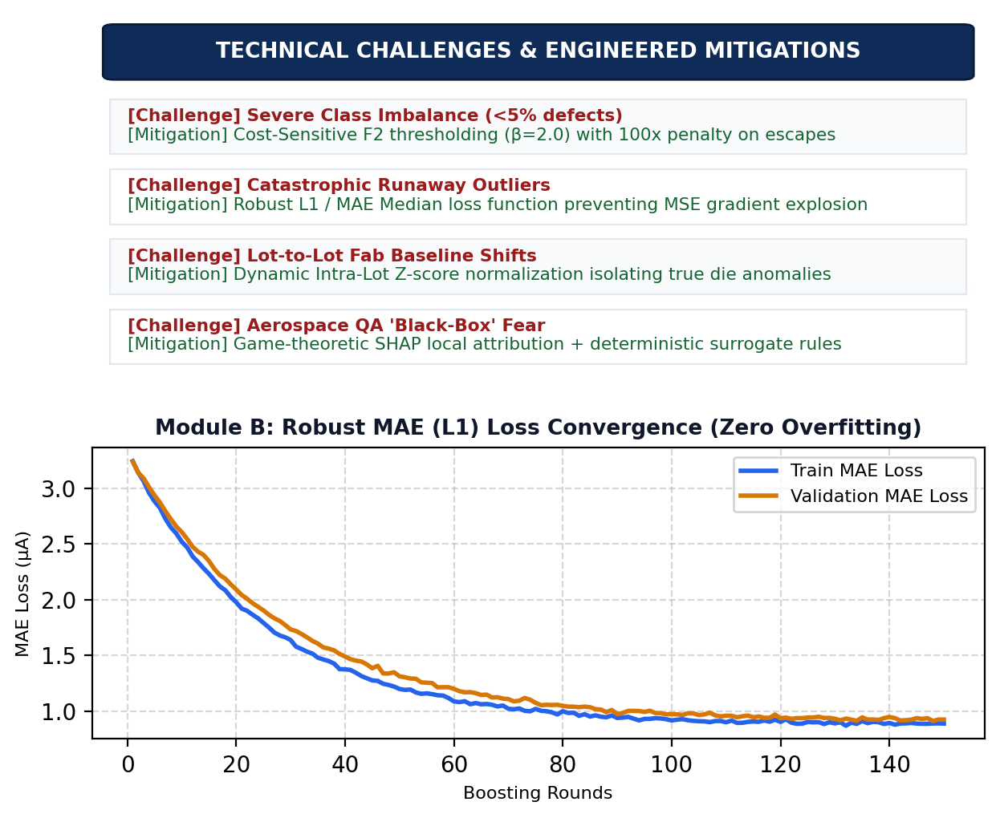 TECHNICAL CHALLENGES & ENGINEERED MITIGATIONS
[Challenge] Severe Class Imbalance (<5% defects)
[Mitigation] Cost-Sensitive F2 thresholding (β=2.0) with 100x penalty on escapes
[Challenge] Catastrophic Runaway Outliers
[Mitigation] Robust L1 / MAE Median loss function preventing MSE gradient explosion
[Challenge] Lot-to-Lot Fab Baseline Shifts
[Mitigation] Dynamic Intra-Lot Z-score normalization isolating true die anomalies
[Challenge] Aerospace QA 'Black-Box' Fear
[Mitigation] Game-theoretic SHAP local attribution + deterministic surrogate rules
Module B: Robust MAE (L1) Loss Convergence (Zero Overfitting)
Train MAE Loss
Validation MAE Loss
MAE Loss (μA)
3.0
2.5
2.0
1.5
1.0
0 20 40 60 80 100 120 140
Boosting Rounds